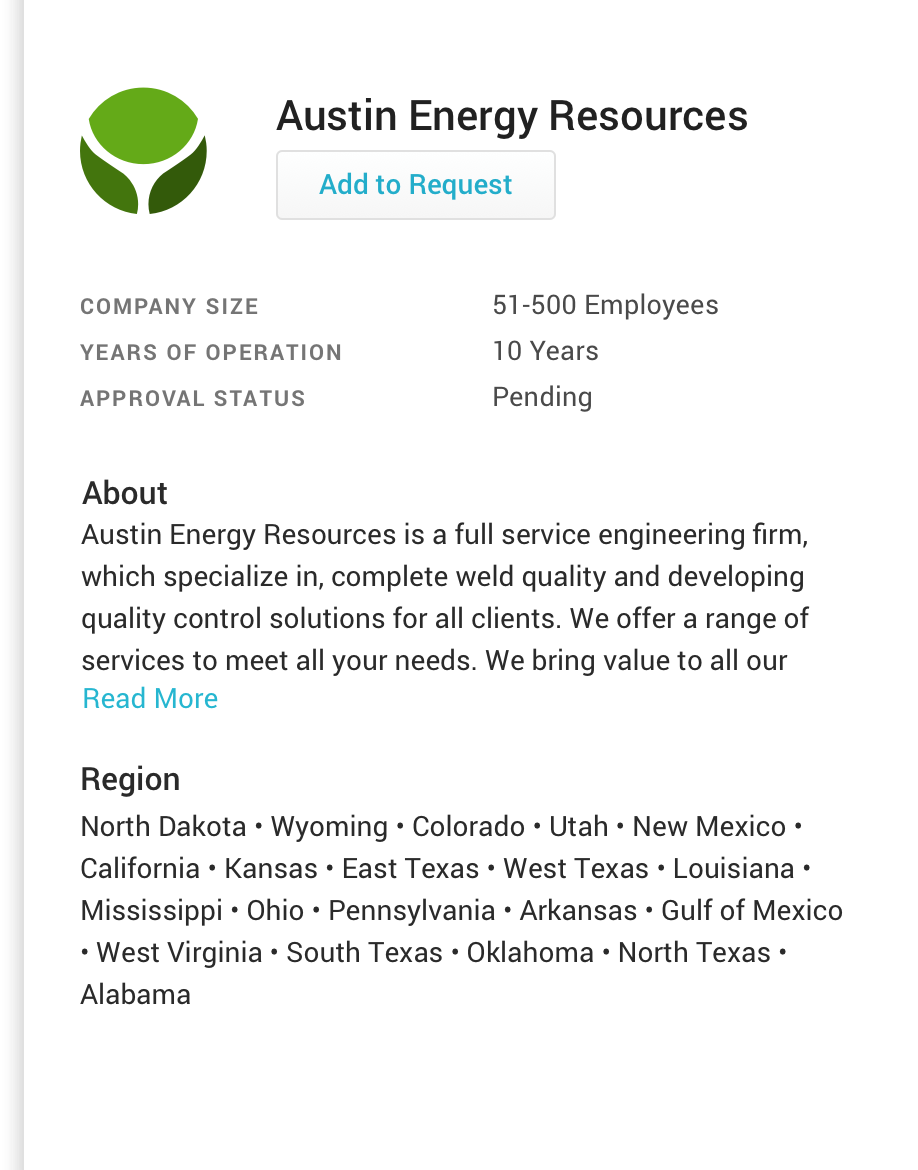 Austin Energy Resources
Add to Request
COMPANY SIZE 51-500 Employees
YEARS OF OPERATION 10 Years
APPROVAL STATUS Pending
About
Austin Energy Resources is a full service engineering firm,
which specialize in, complete weld quality and developing
quality control solutions for all clients. We offer a range of
services to meet all your needs. We bring value to all our
Read More
Region
North Dakota • Wyoming • Colorado • Utah • New Mexico •
California • Kansas • East Texas • West Texas • Louisiana •
Mississippi • Ohio • Pennsylvania • Arkansas • Gulf of Mexico
• West Virginia • South Texas • Oklahoma • North Texas •
Alabama